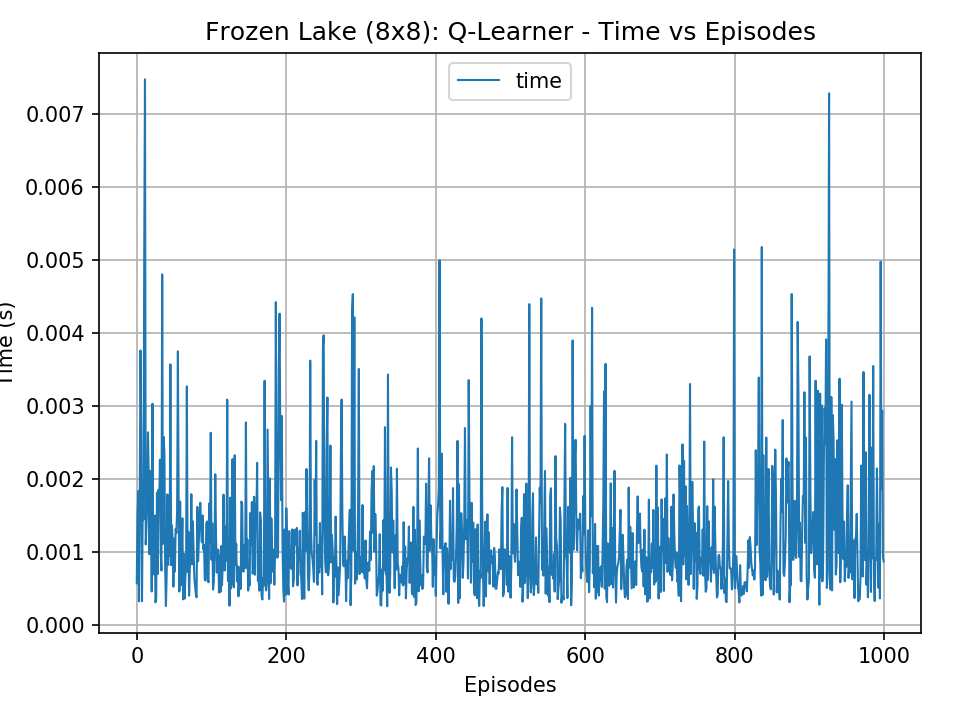 Frozen Lake (8x8): Q-Learner - Time vs Episodes
time
0.007
0.006
0.005
0.004
0.003
0.002
0.001
0.000
Time (s)
0 200 400 600 800 1000
Episodes